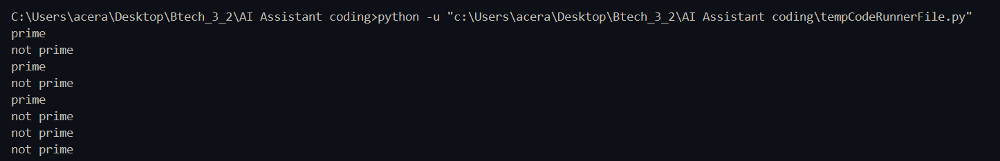 C:\Users\acera\Desktop\Btech_3_2\AI Assistant coding>python -u "c:\Users\acera\Desktop\Btech_3_2\AI Assistant coding\tempCodeRunnerFile.py"
prime
not prime
prime
not prime
prime
not prime
not prime
not prime